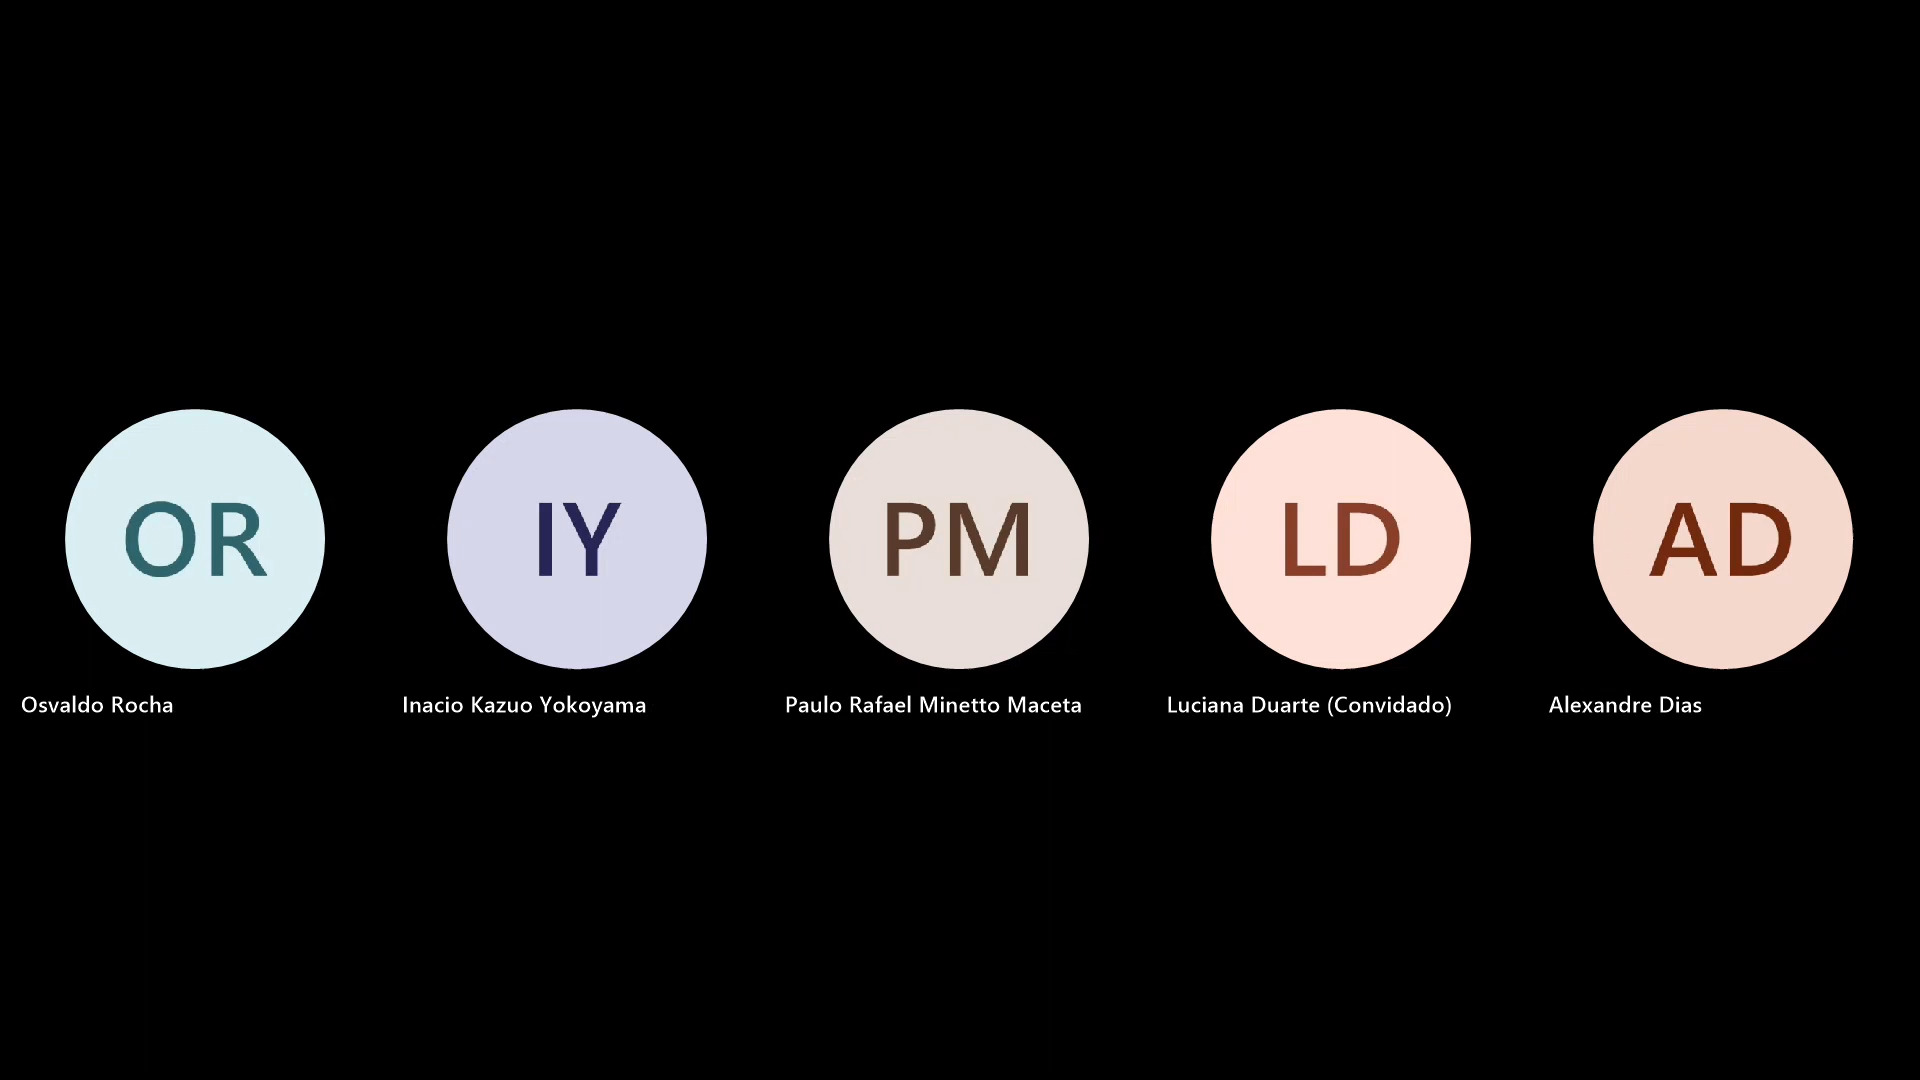 OR
IY
PM
LD
AD
Osvaldo Rocha
Inacio Kazuo Yokoyama
Paulo Rafael Minetto Maceta
Luciana Duarte (Convidado)
Alexandre Dias